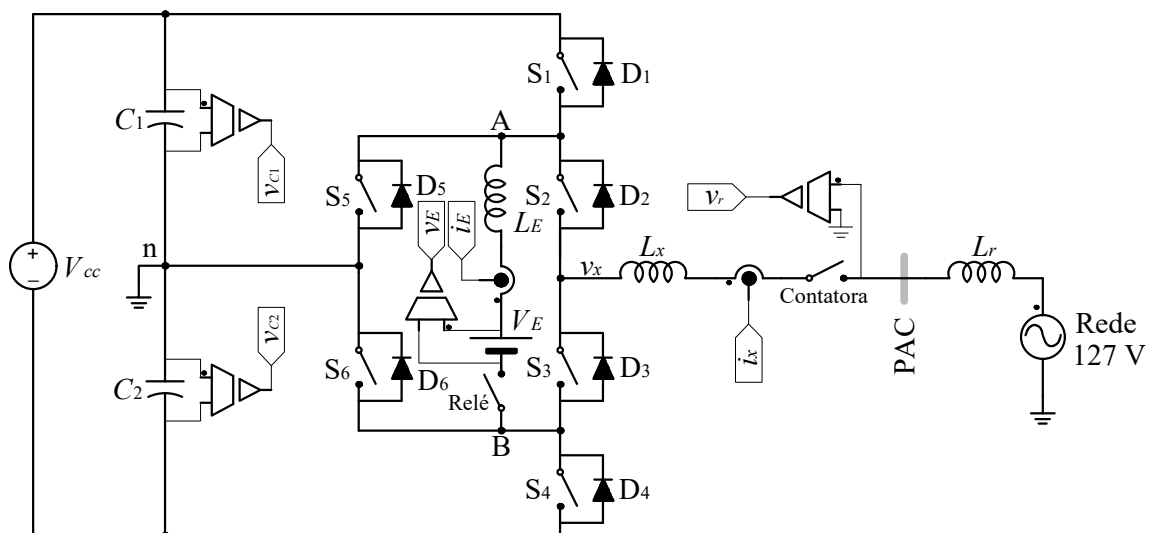 S1
D1
C1
vC1
A
S5
D5
vE
iE
LE
S2
D2
vr
n
Vcc
vx
Lx
Contatora
Lr
PAC
Rede
127 V
ix
C2
vC2
S6
D6
VE
Relé
S3
D3
B
S4
D4